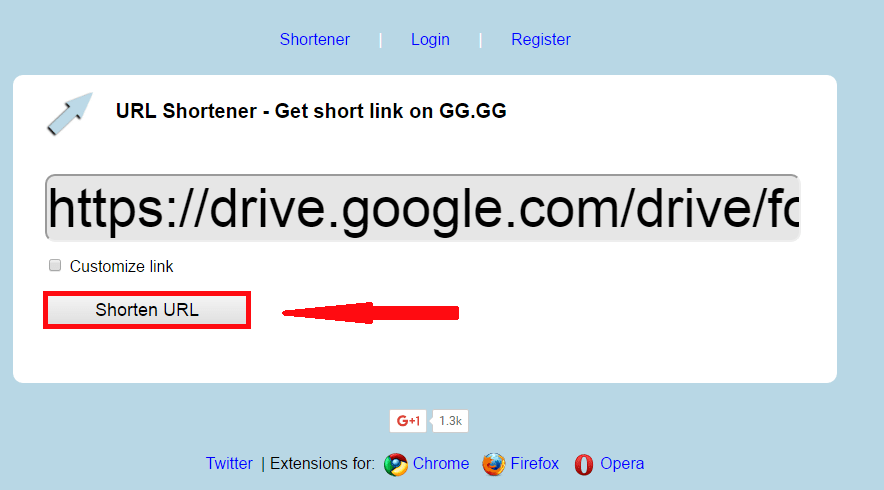 Shortener | Login | Register
URL Shortener - Get short link on GG.GG
https://drive.google.com/drive/fo
Customize link
Shorten URL
G+1 1.3k
Twitter | Extensions for: Chrome Firefox Opera